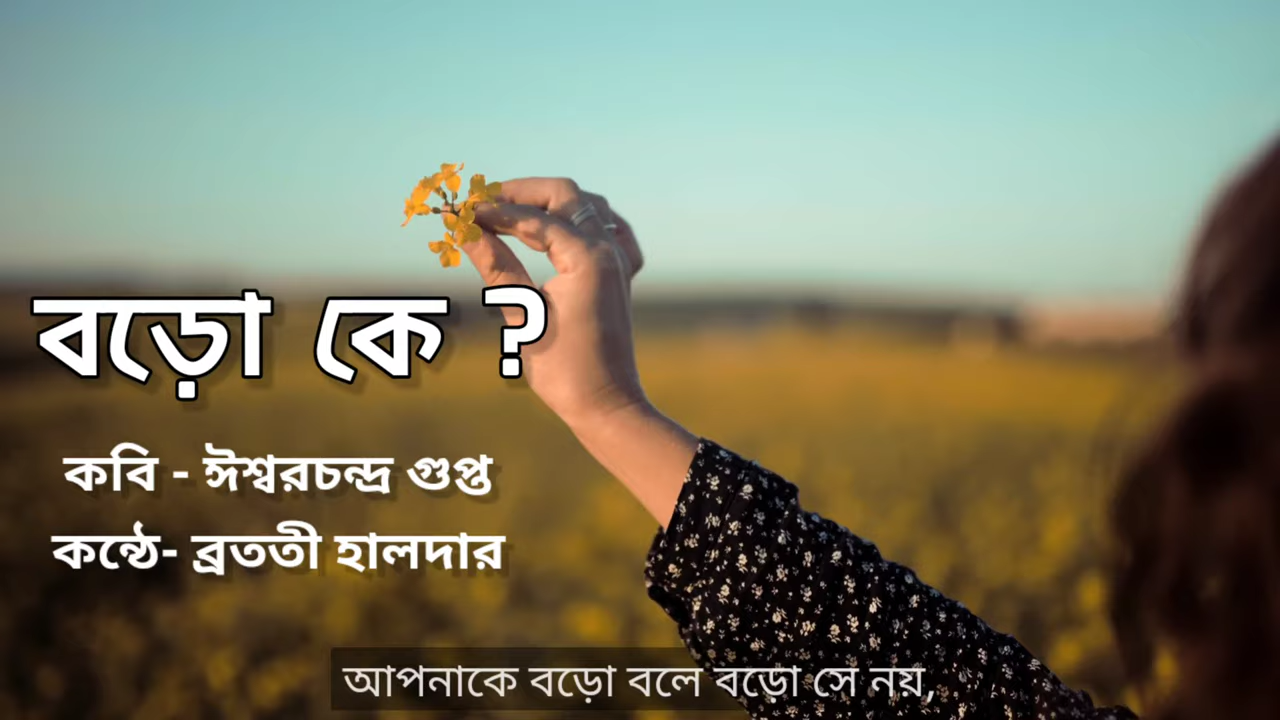 বড়ো কে ?
কবি - ঈশ্বরচন্দ্র গুপ্ত
কন্ঠে- ব্রততী হালদার
আপনাকে বড়ো বলে বড়ো সে নয়,